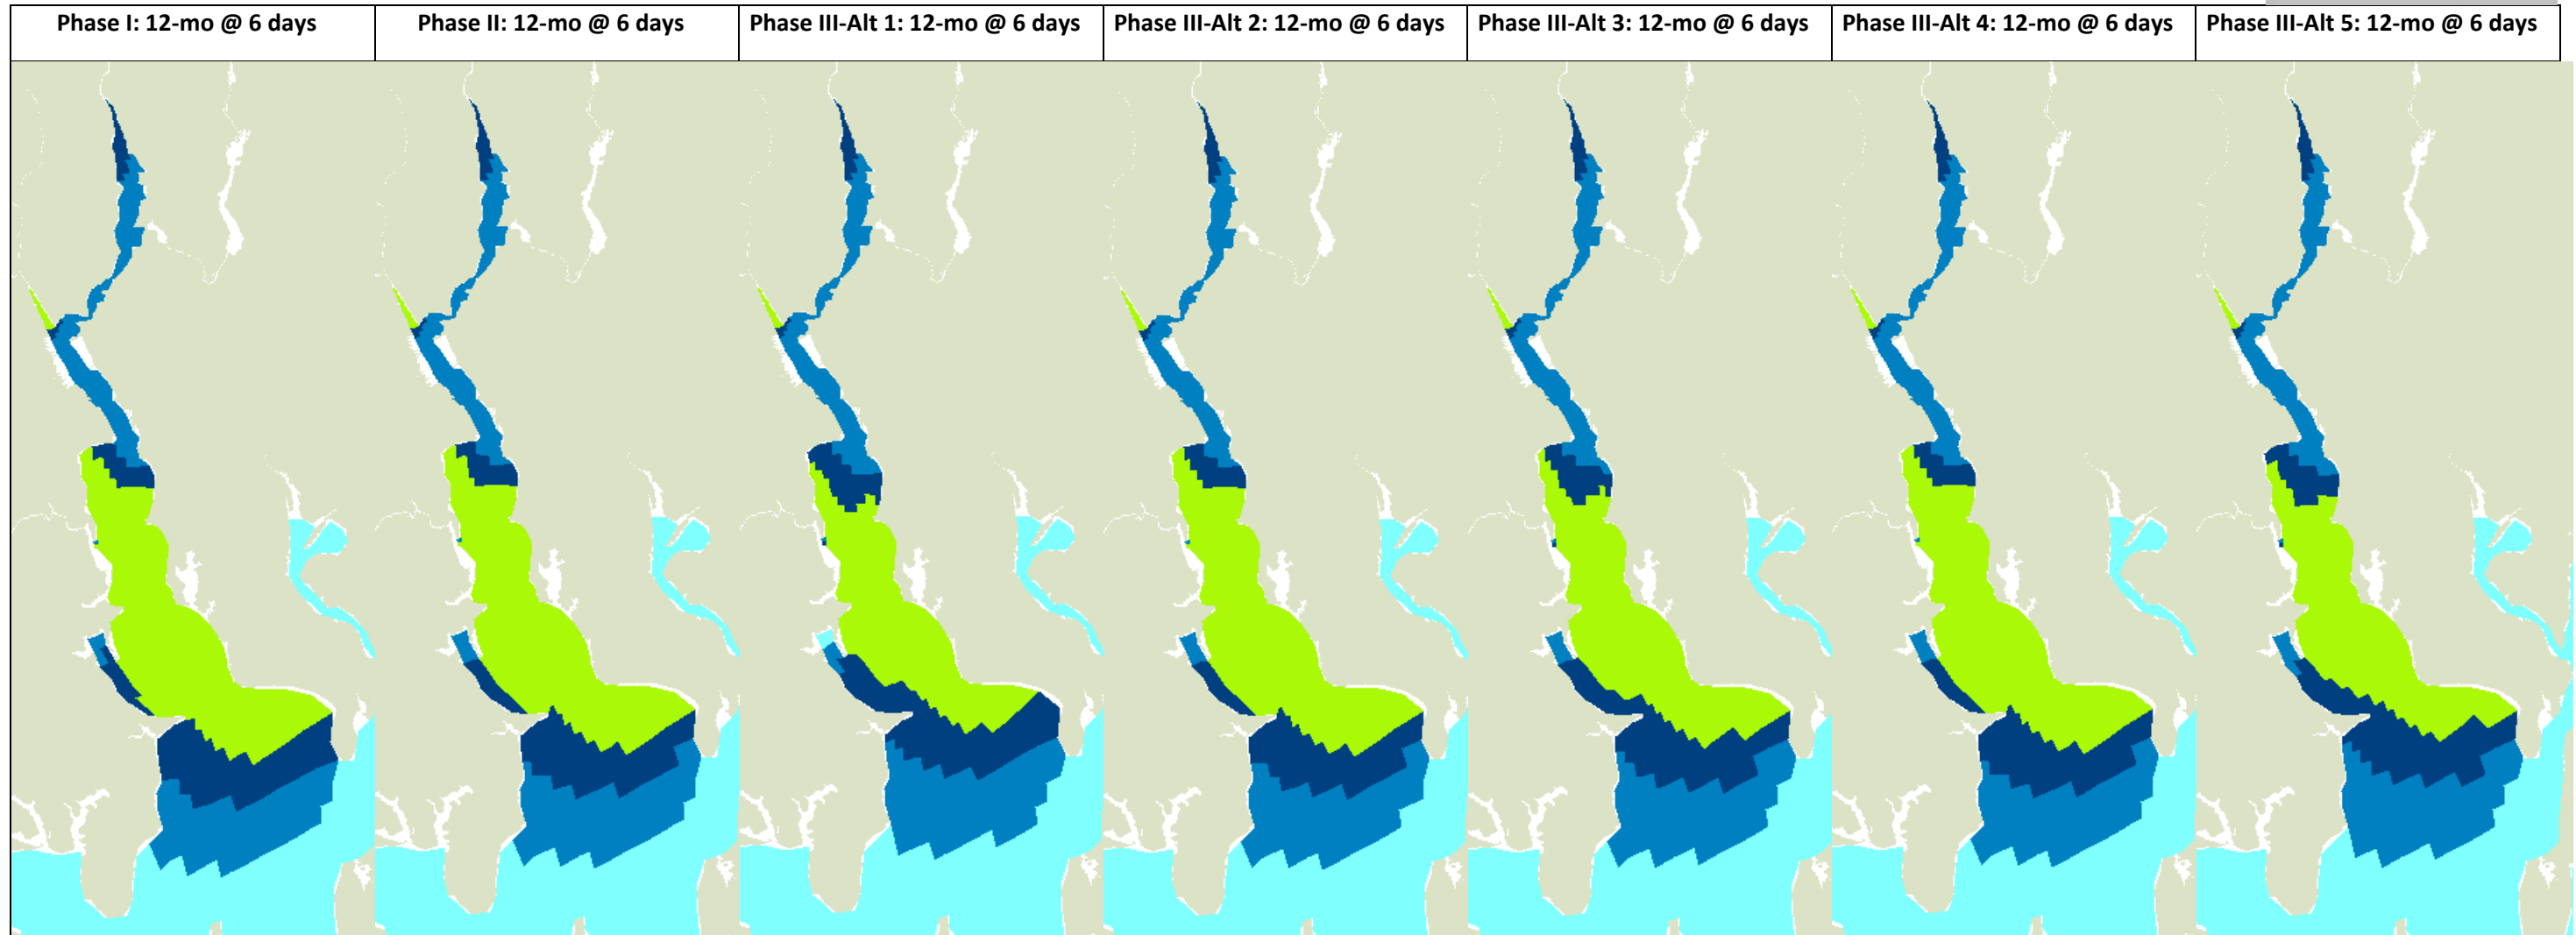 Phase I: 12-mo @ 6 days
Phase II: 12-mo @ 6 days
Phase III-Alt 1: 12-mo @ 6 days
Phase III-Alt 2: 12-mo @ 6 days
Phase III-Alt 3: 12-mo @ 6 days
Phase III-Alt 4: 12-mo @ 6 days
Phase III-Alt 5: 12-mo @ 6 days